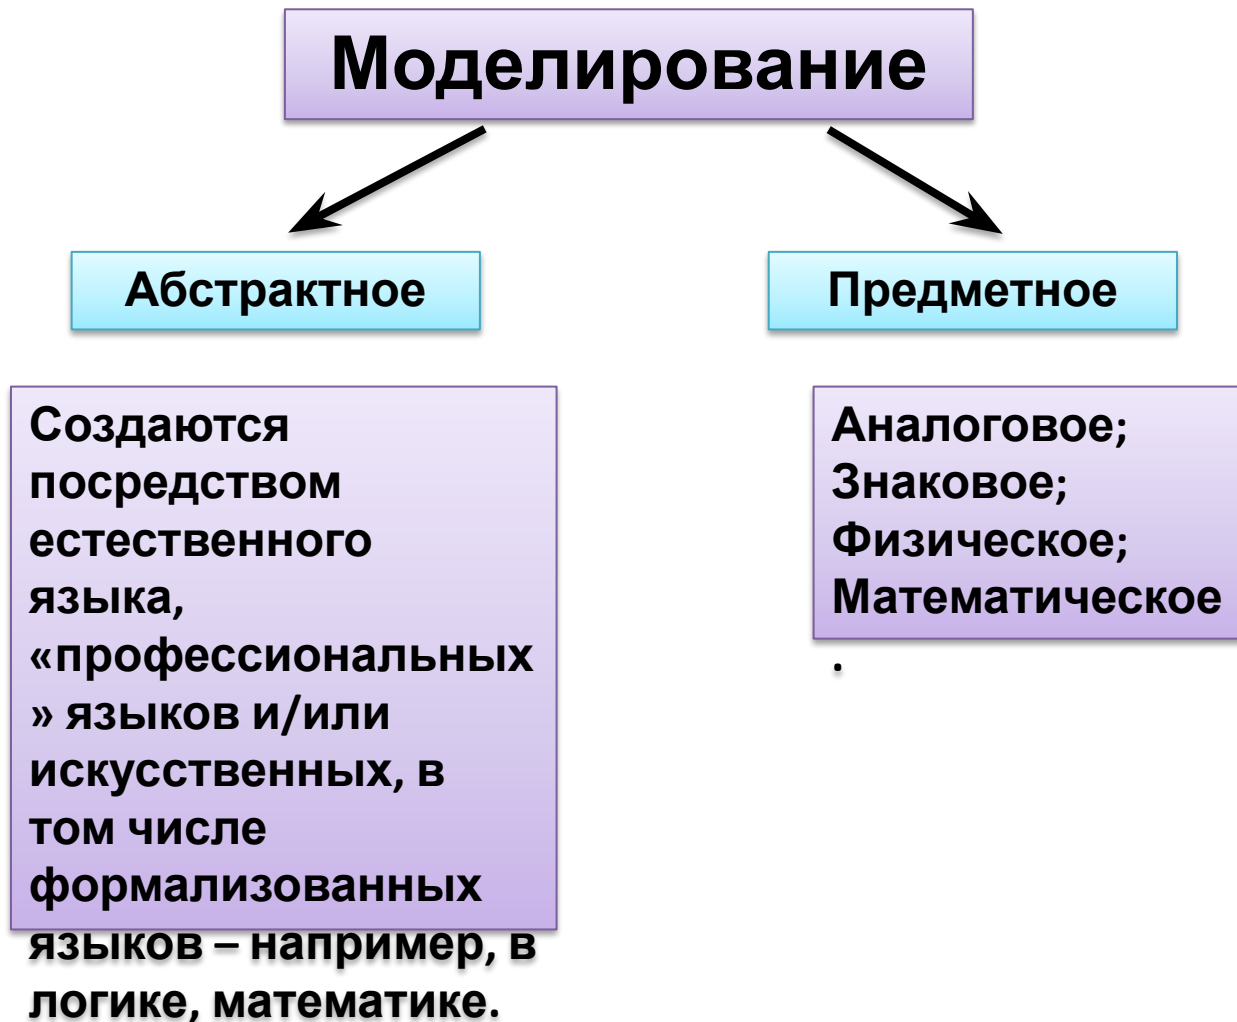 Моделирование
Абстрактное
Предметное
Создаются
посредством
естественного
языка,
«профессиональных
» языков и/или
искусственных, в
том числе
формализованных
языков – например, в
логике, математике.
Аналоговое;
Знаковое;
Физическое;
Математическое
.